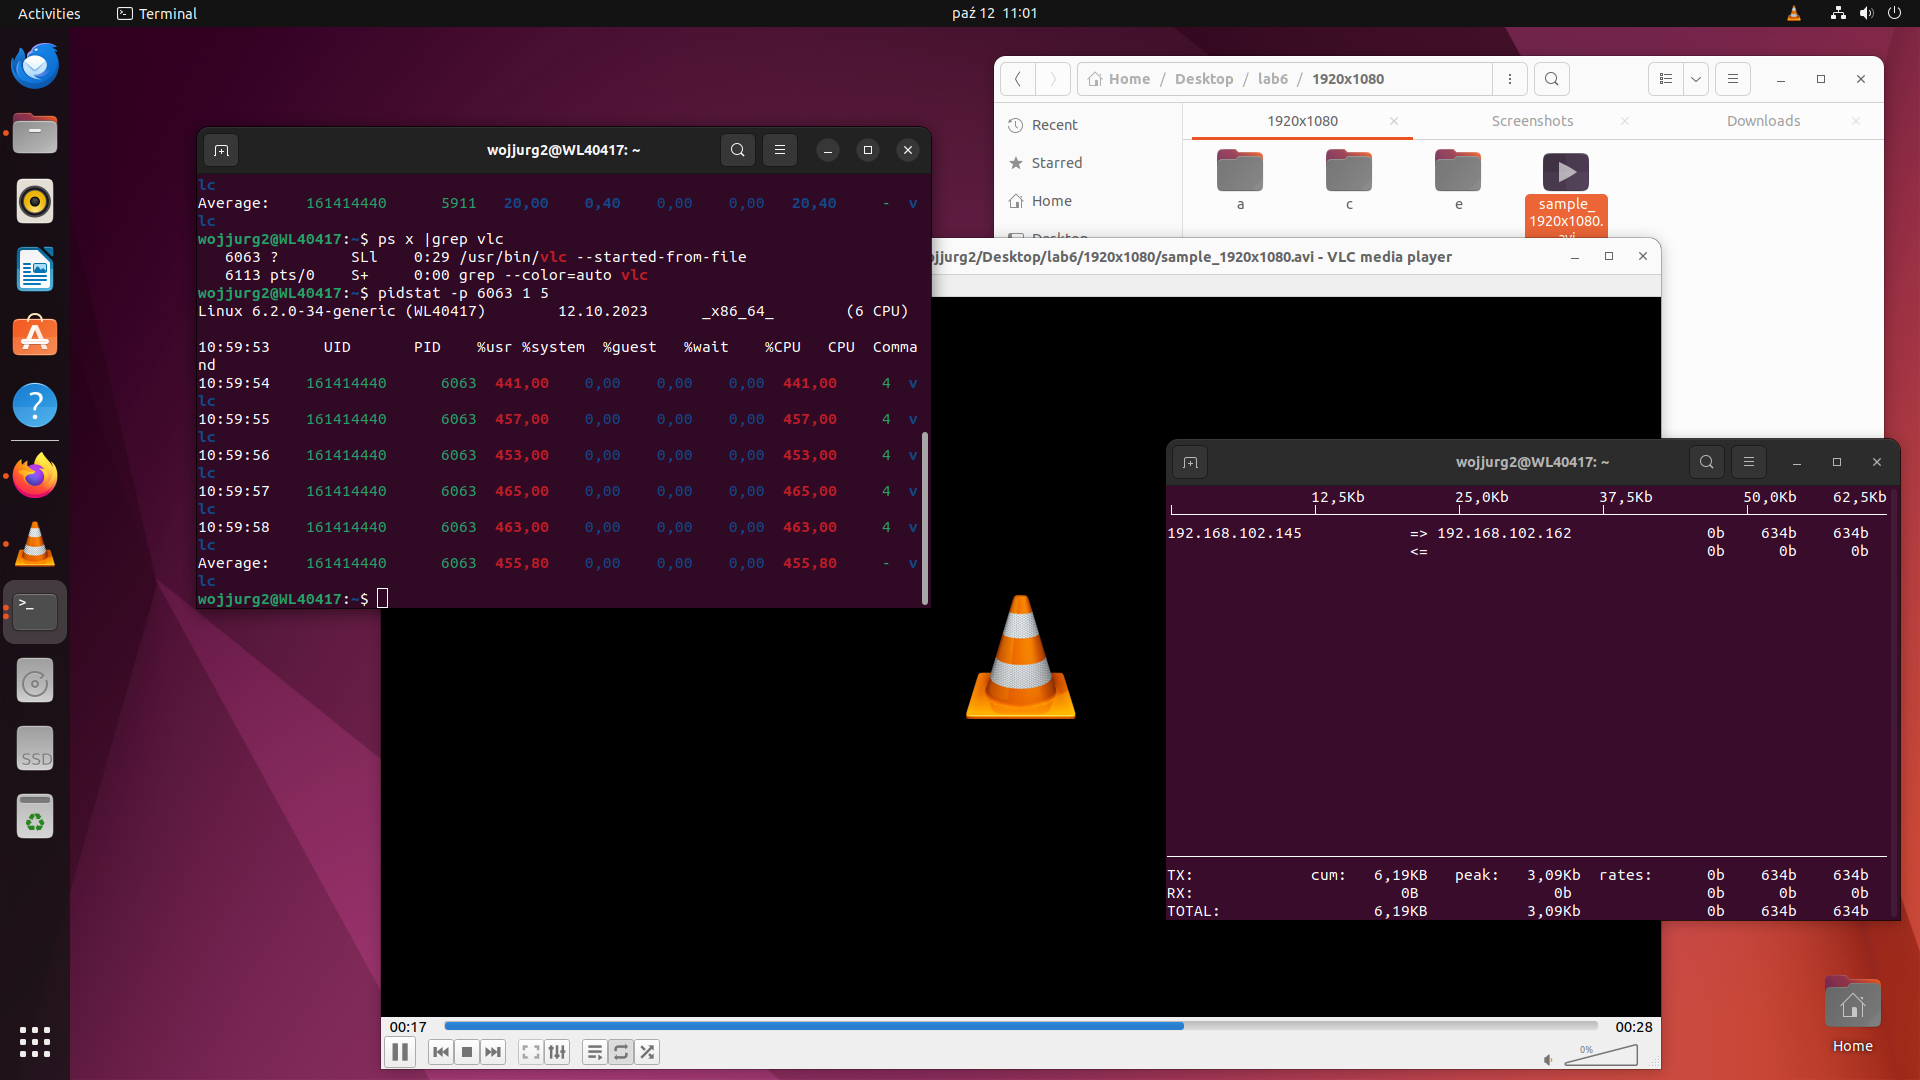 Activities
Terminal
paź 12 11:01
Home / Desktop / lab6 / 1920x1080
Recent
Starred
Home
1920x1080
Screenshots
Downloads
a
c
e
sample_
1920x1080.
avi
wojjurg2@WL40417: ~
lc
Average: 161414440 5911 20,00 0,40 0,00 0,00 20,40 - v
lc
wojjurg2@WL40417:~$ ps x |grep vlc
6063 ? SLl 0:29 /usr/bin/vlc --started-from-file
6113 pts/0 S+ 0:00 grep --color=auto vlc
wojjurg2@WL40417:~$ pidstat -p 6063 1 5
Linux 6.2.0-34-generic (WL40417) 12.10.2023 _x86_64_ (6 CPU)
10:59:53 UID PID %usr %system %guest %wait %CPU CPU Comma
nd
10:59:54 161414440 6063 441,00 0,00 0,00 0,00 441,00 4 v
lc
10:59:55 161414440 6063 457,00 0,00 0,00 0,00 457,00 4 v
lc
10:59:56 161414440 6063 453,00 0,00 0,00 0,00 453,00 4 v
lc
10:59:57 161414440 6063 465,00 0,00 0,00 0,00 465,00 4 v
lc
10:59:58 161414440 6063 463,00 0,00 0,00 0,00 463,00 4 v
lc
Average: 161414440 6063 455,80 0,00 0,00 0,00 455,80 - v
lc
wojjurg2@WL40417:~$
ojjurg2/Desktop/lab6/1920x1080/sample_1920x1080.avi - VLC media player
wojjurg2@WL40417: ~
12,5Kb 25,0Kb 37,5Kb 50,0Kb 62,5Kb
192.168.102.145 => 192.168.102.162 0b 634b 634b
<= 0b 0b 0b
TX: cum: 6,19KB peak: 3,09Kb rates: 0b 634b 634b
RX: 0B 0b 0b 0b 0b
TOTAL: 6,19KB 3,09Kb 0b 634b 634b
00:17
00:28
0%
SSD
Home